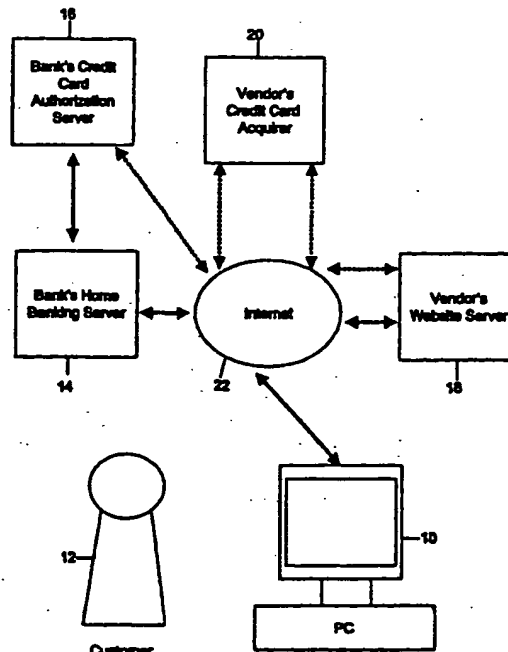 16
20
Bank's Credit
Card
Authorization
Server
Vendor's
Credit Card
Acquirer
Bank's Home
Banking Server
Internet
Vendor's
Website Server
14
22
18
12
10
PC
Customer